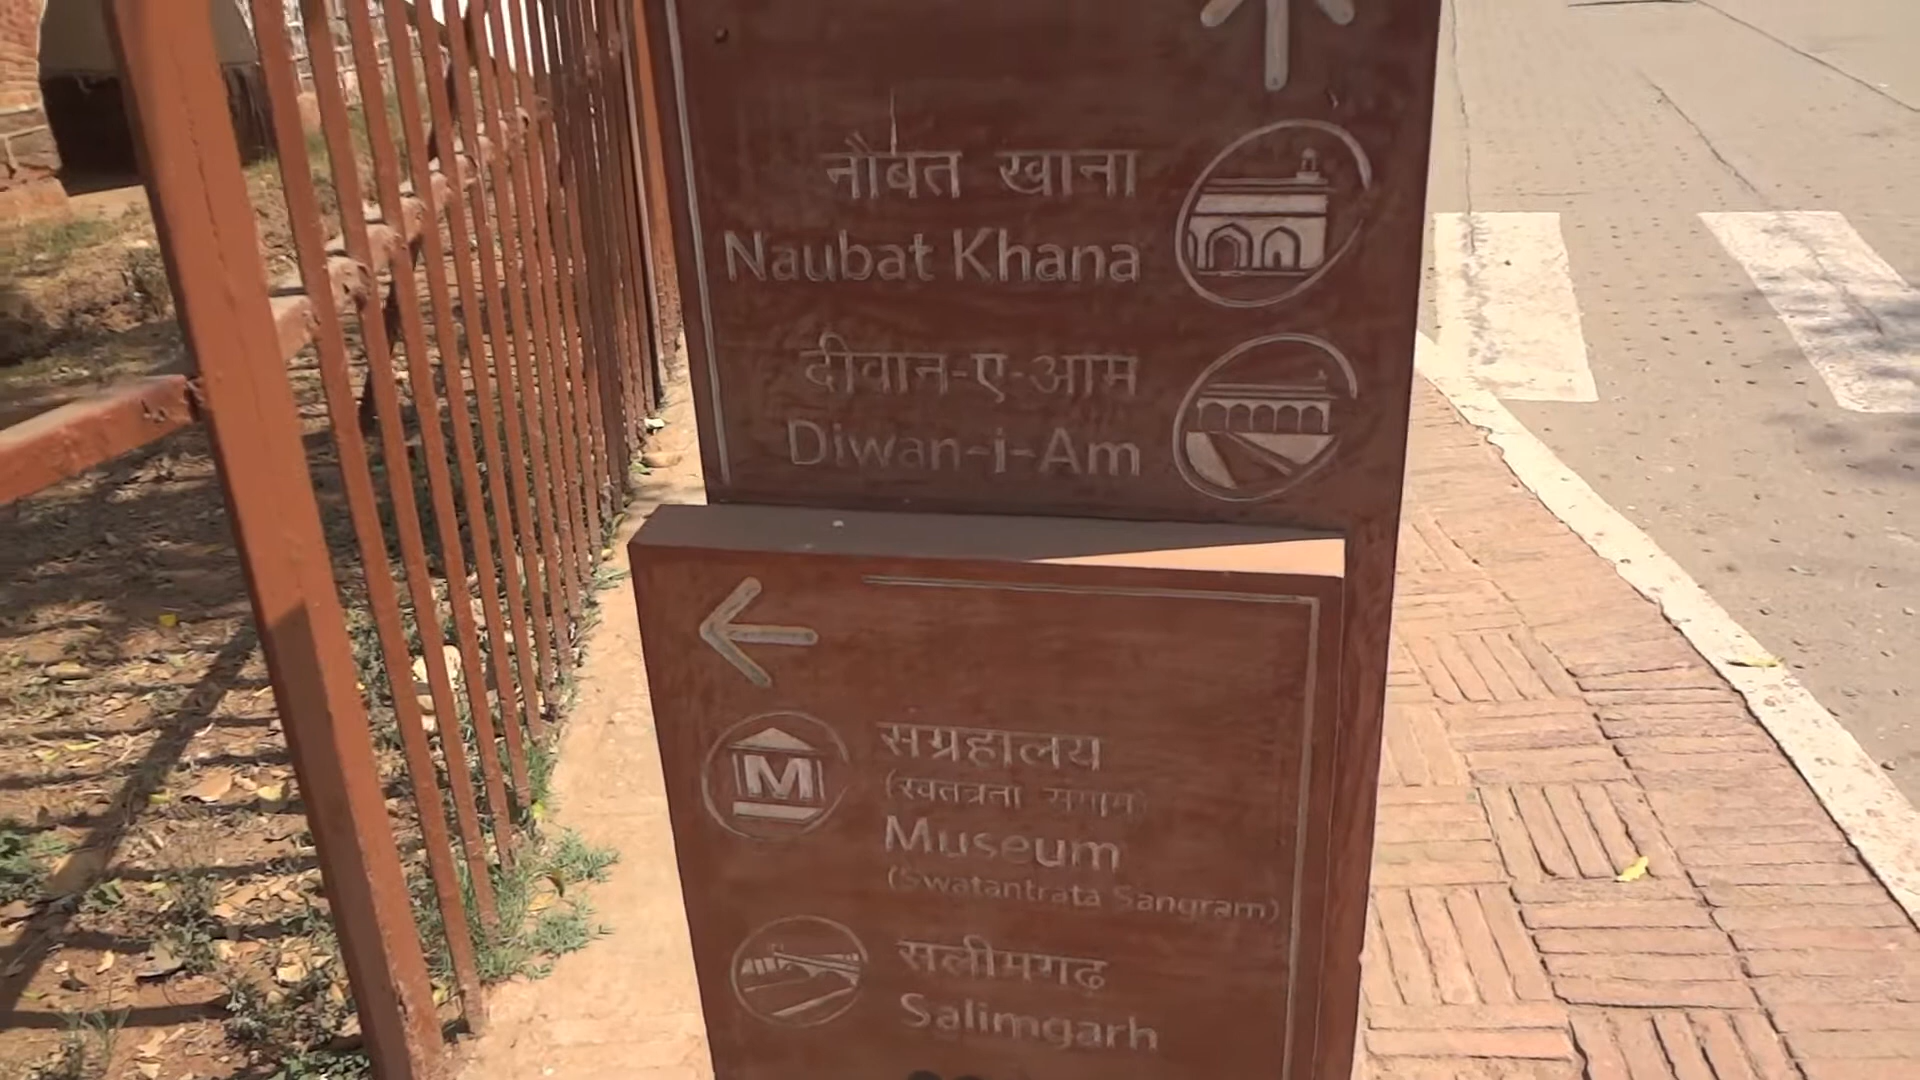 नौबत खाना
Naubat Khana
दीवान-ए-आम
Diwan-i-Am
संग्रहालय
(स्वतंत्रता संग्राम)
M
Museum
(Swatantrata Sangram)
सलीमगढ़
Salimgarh